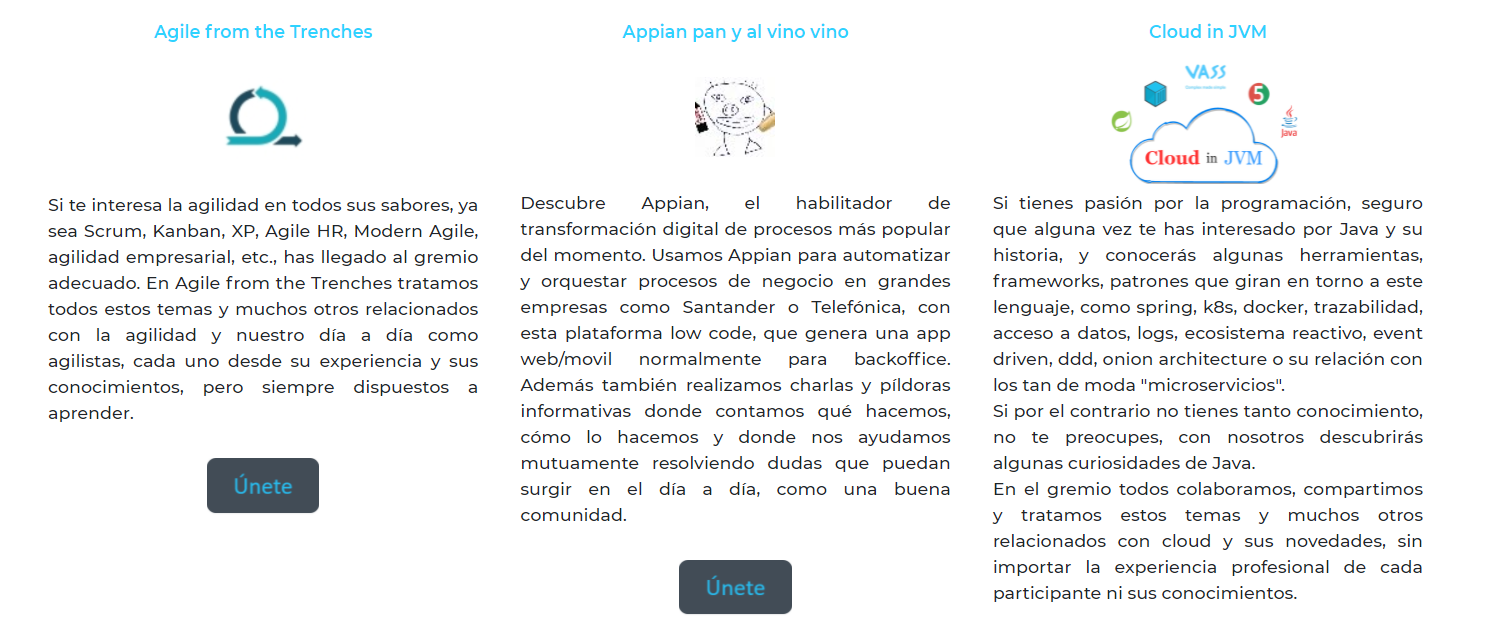 Agile from the Trenches
Si te interesa la agilidad en todos sus sabores, ya
sea Scrum, Kanban, XP, Agile HR, Modern Agile,
agilidad empresarial, etc., has llegado al gremio
adecuado. En Agile from the Trenches tratamos
todos estos temas y muchos otros relacionados
con la agilidad y nuestro día a día como
agilistas, cada uno desde su experiencia y sus
conocimientos, pero siempre dispuestos a
aprender.
Únete
Appian pan y al vino vino
Descubre Appian, el habilitador de
transformación digital de procesos más popular
del momento. Usamos Appian para automatizar
y orquestar procesos de negocio en grandes
empresas como Santander o Telefónica, con
esta plataforma low code, que genera una app
web/movil normalmente para backoffice.
Además también realizamos charlas y píldoras
informativas donde contamos qué hacemos,
cómo lo hacemos y donde nos ayudamos
mutuamente resolviendo dudas que puedan
surgir en el día a día, como una buena
comunidad.
Únete
Cloud in JVM
VASS
5
Java
Cloud in JVM
Si tienes pasión por la programación, seguro
que alguna vez te has interesado por Java y su
historia, y conocerás algunas herramientas,
frameworks, patrones que giran en torno a este
lenguaje, como spring, k8s, docker, trazabilidad,
acceso a datos, logs, ecosistema reactivo, event
driven, ddd, onion architecture o su relación con
los tan de moda "microservicios".
Si por el contrario no tienes tanto conocimiento,
no te preocupes, con nosotros descubrirás
algunas curiosidades de Java.
En el gremio todos colaboramos, compartimos
y tratamos estos temas y muchos otros
relacionados con cloud y sus novedades, sin
importar la experiencia profesional de cada
participante ni sus conocimientos.